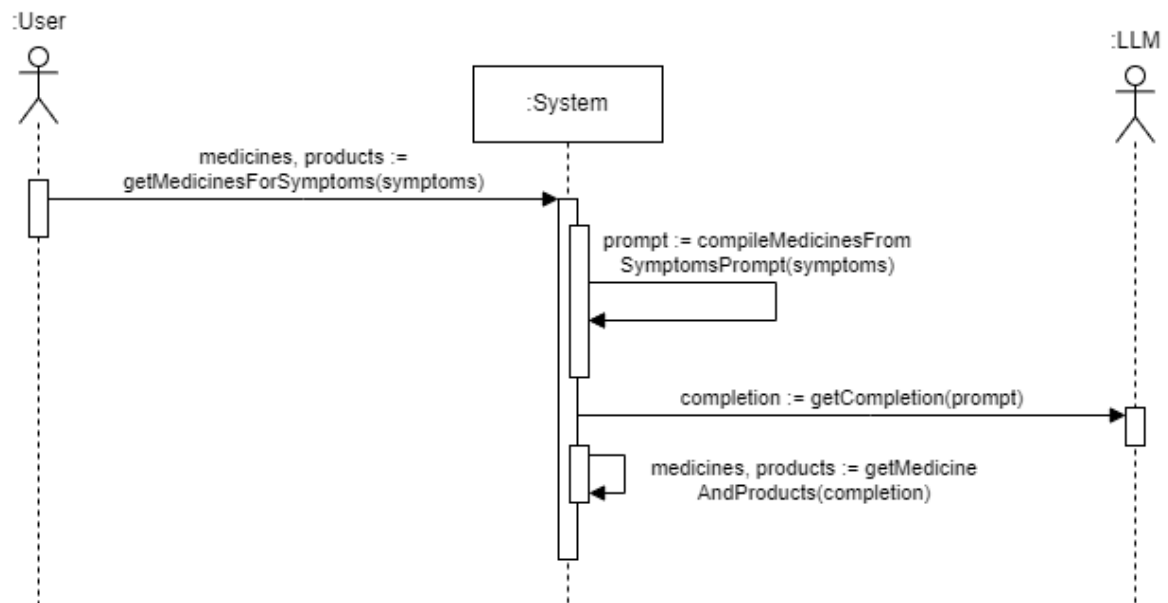 :User
:LLM
:System
medicines, products :=
getMedicinesForSymptoms(symptoms)
prompt := compileMedicinesFrom
SymptomsPrompt(symptoms)
completion := getCompletion(prompt)
medicines, products := getMedicine
AndProducts(completion)